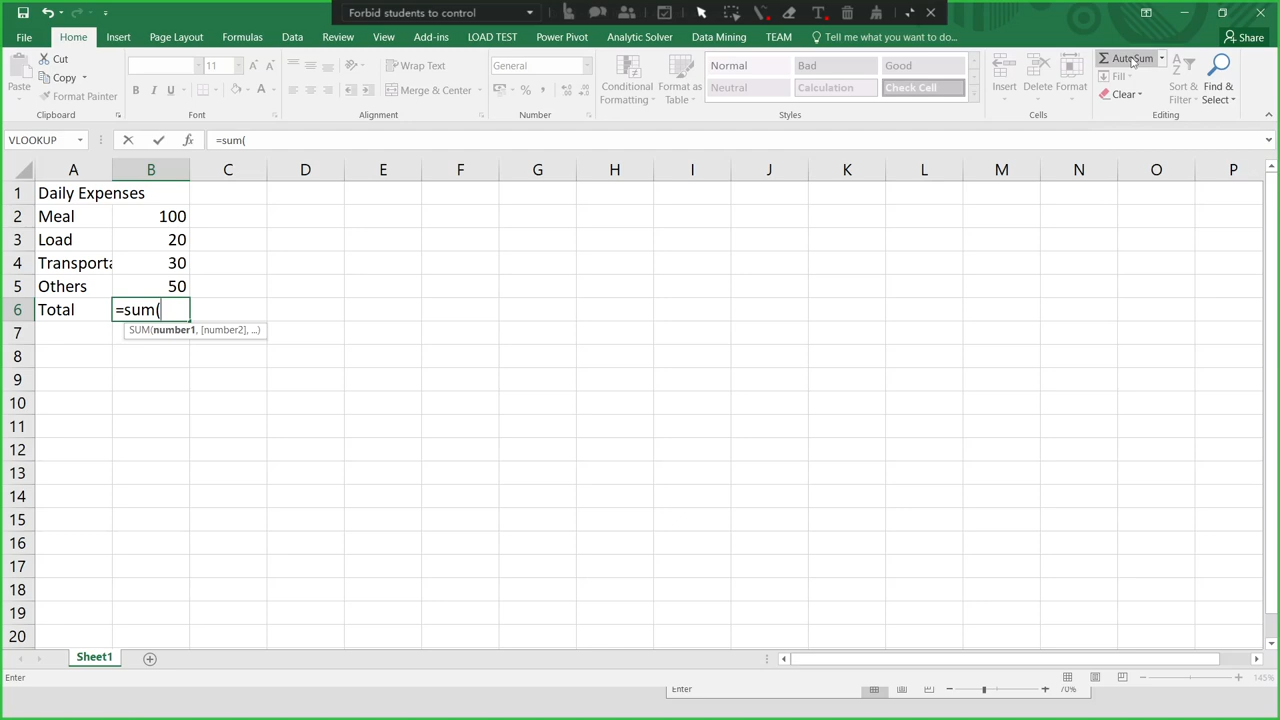 Forbid students to control
File Home Insert Page Layout Formulas Data Review View Add-ins LOAD TEST Power Pivot Analytic Solver Data Mining TEAM Tell me what you want to do... Share
Paste
Cut
Copy
Format Painter
11
Wrap Text
Merge & Center
General
Conditional Formatting
Format as Table
Normal Bad Good
Neutral Calculation Check Cell
Insert Delete Format
AutoSum
Fill
Clear
Sort & Filter
Find & Select
Clipboard Font Alignment Number Styles Cells Editing
VLOOKUP fx =sum(
A B C D E F G H I J K L M N O P
1 Daily Expenses
2 Meal 100
3 Load 20
4 Transporta 30
5 Others 50
6 Total =sum(
SUM(number1, [number2], ...)
7
8
9
10
11
12
13
14
15
16
17
18
19
20
Sheet1
Enter 145%
Enter 70%